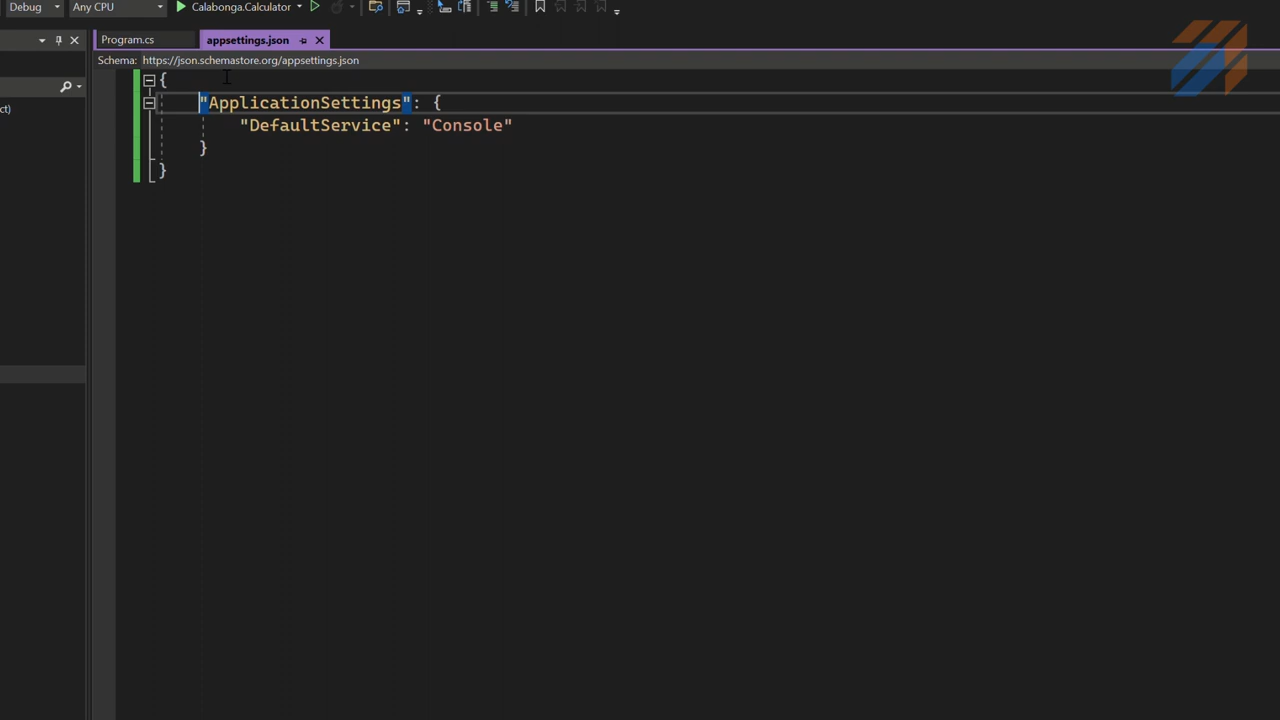 Debug Any CPU Calabonga.Calculator
Program.cs appsettings.json
Schema: https://json.schemastore.org/appsettings.json
{
"ApplicationSettings": {
ct)
"DefaultService": "Console"
}
}